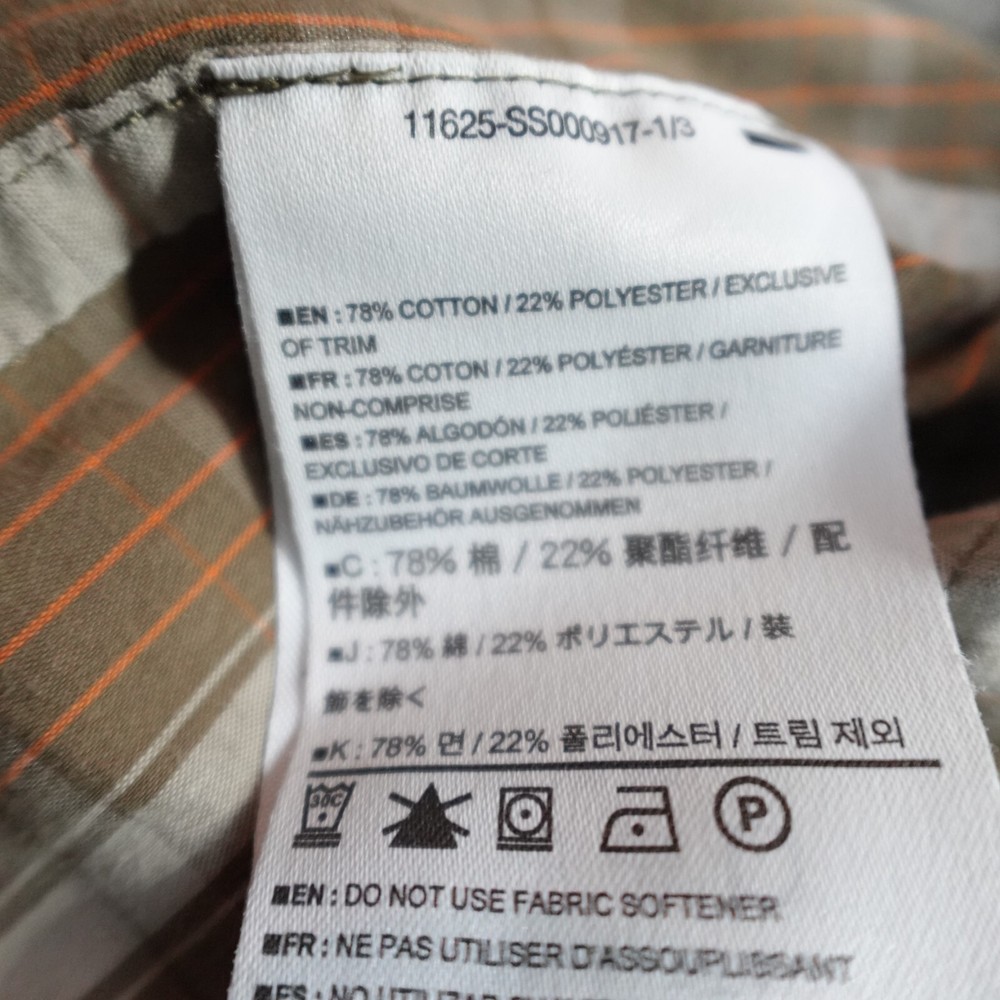 11625-SS000917-1/3
■EN : 78% COTTON / 22% POLYESTER / EXCLUSIVE
OF TRIM
■FR : 78% COTON / 22% POLYÉSTER / GARNITURE
NON-COMPRISE
■ES : 78% ALGODÓN / 22% POLIÉSTER /
EXCLUSIVO DE CORTE
■DE : 78% BAUMWOLLE / 22% POLYESTER /
NÄHZUBEHÖR AUSGENOMMEN
■C : 78% 棉 / 22% 聚酯纤维 / 配
件除外
■J : 78% 綿 / 22% ポリエステル / 装
飾を除く
■K : 78% 면 / 22% 폴리에스터 / 트림 제외
30C
P
■EN : DO NOT USE FABRIC SOFTENER
■FR : NE PAS UTILISER D'ASSOUPLISSANT
■ES : NO UTILIZAR